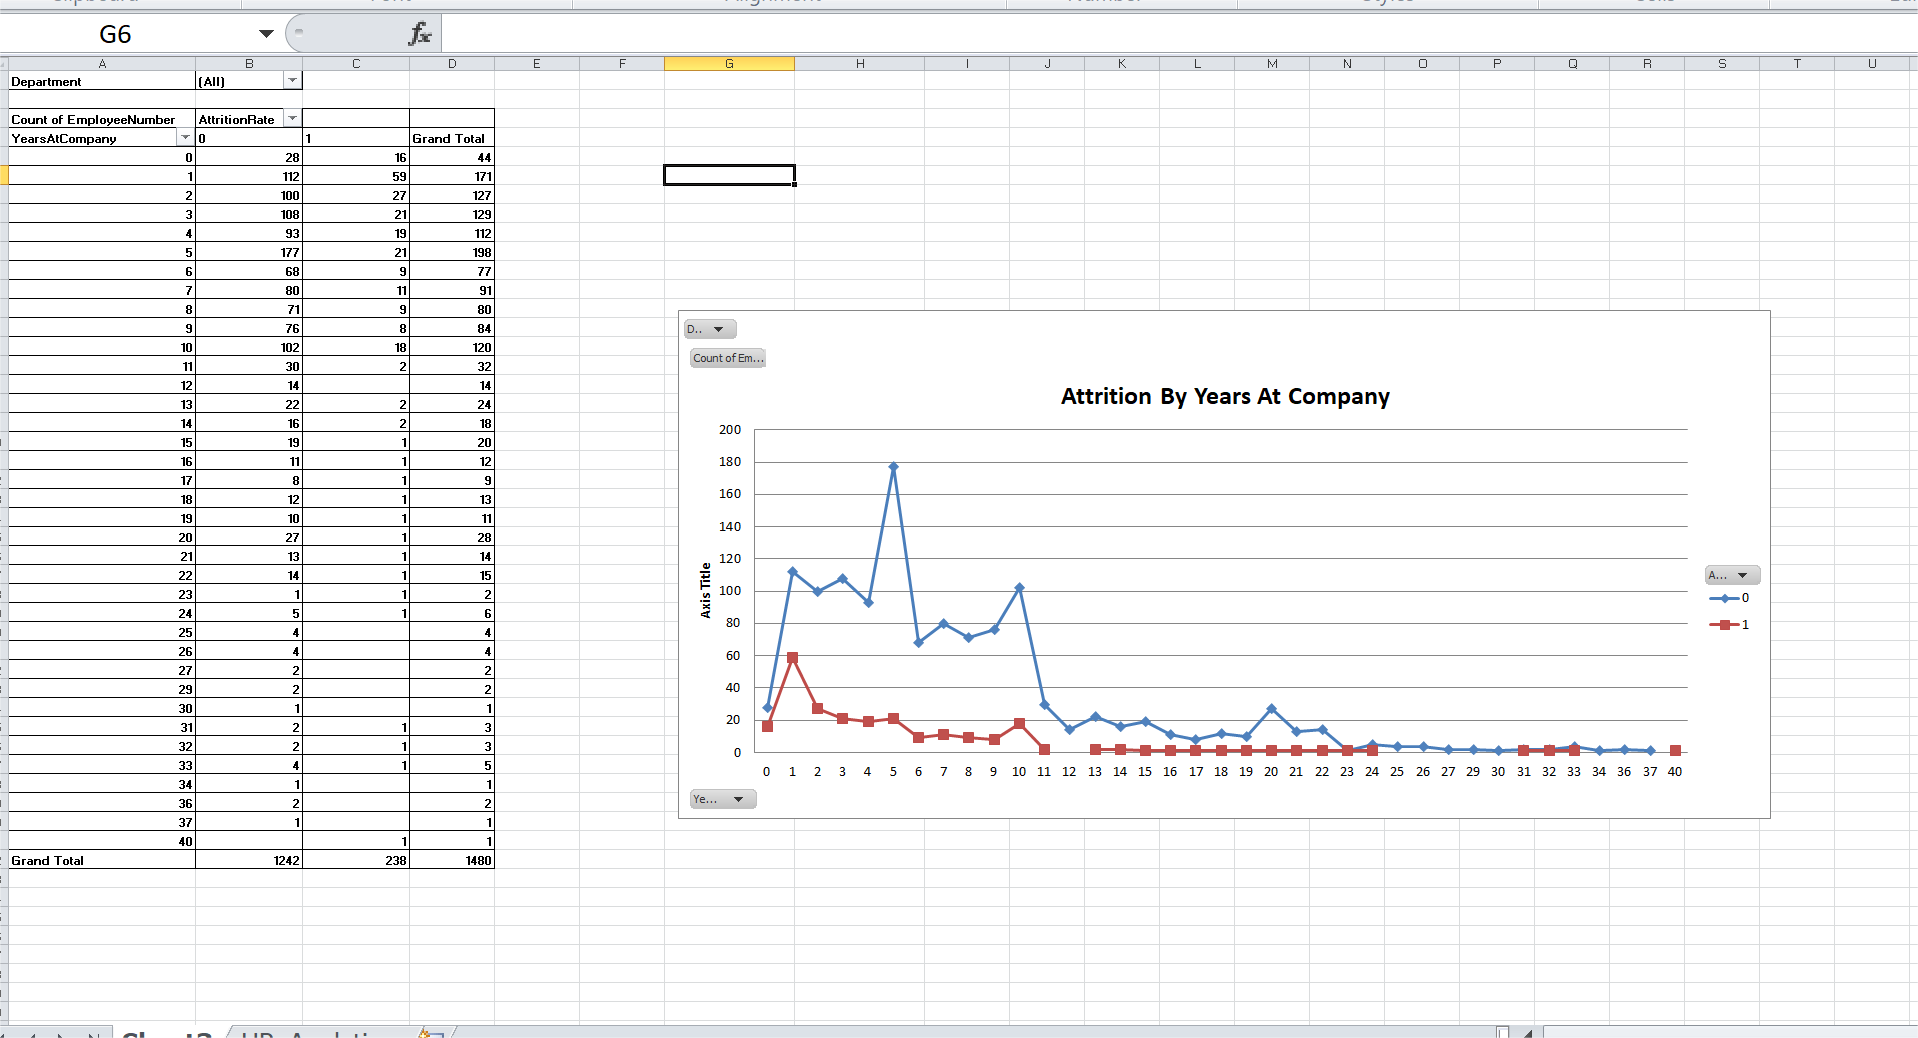 G6 fx
A B C D E F G H I J K L M N O P Q R S T U
Department (All)
Count of EmployeeNumber AttritionRate
YearsAtCompany 0 1 Grand Total
0 28 16 44
1 112 59 171
2 100 27 127
3 108 21 129
4 93 19 112
5 177 21 198
6 68 9 77
7 80 11 91
8 71 9 80
9 76 8 84
10 102 18 120
11 30 2 32
12 14 14
13 22 2 24
14 16 2 18
15 19 1 20
16 11 1 12
17 8 1 9
18 12 1 13
19 10 1 11
20 27 1 28
21 13 1 14
22 14 1 15
23 1 1 2
24 5 1 6
25 4 4
26 4 4
27 2 2
29 2 2
30 1 1
31 2 1 3
32 2 1 3
33 4 1 5
34 1 1
36 2 2
37 1 1
40 1 1
Grand Total 1242 238 1480
D..
Count of Em...
Attrition By Years At Company
200
180
160
140
120
100
80
60
40
20
0
Axis Title
0 1 2 3 4 5 6 7 8 9 10 11 12 13 14 15 16 17 18 19 20 21 22 23 24 25 26 27 29 30 31 32 33 34 36 37 40
A...
0
1
Ye...